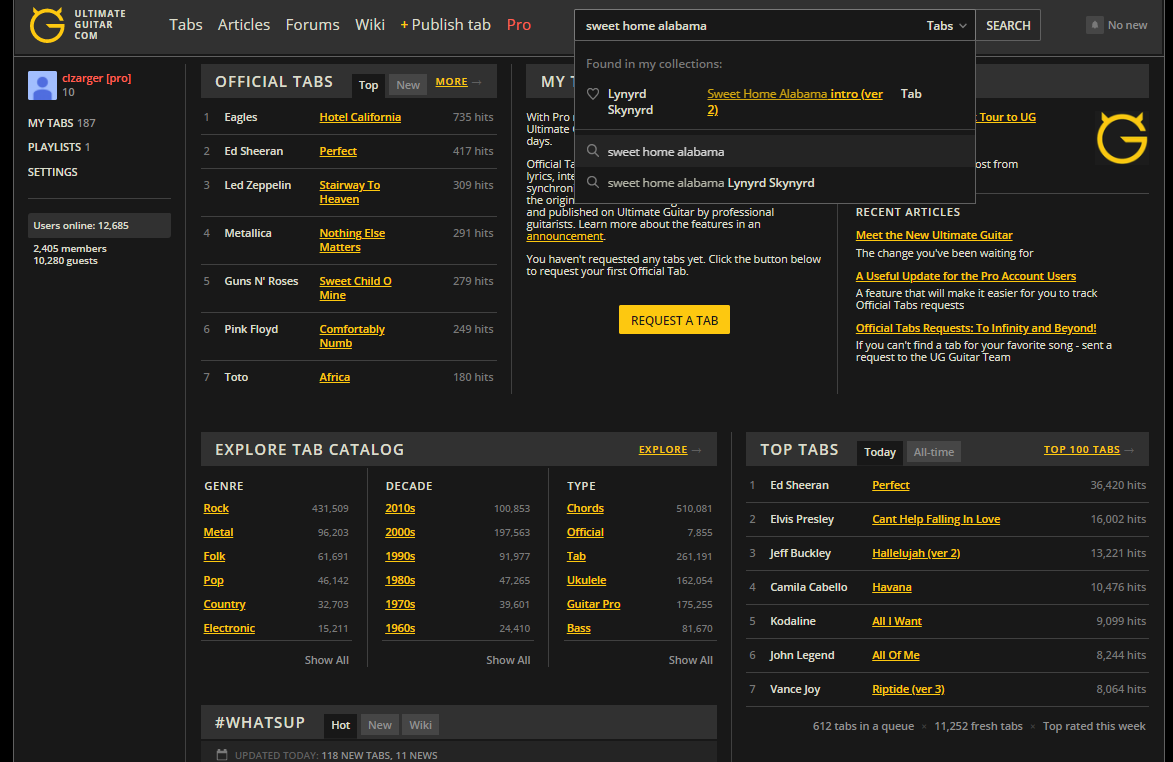 ULTIMATE
GUITAR
COM
Tabs Articles Forums Wiki + Publish tab Pro
sweet home alabama Tabs SEARCH
No new
Found in my collections:
Lynyrd Skynyrd Sweet Home Alabama intro (ver 2) Tab
sweet home alabama
sweet home alabama Lynyrd Skynyrd
clzarger [pro]
10
MY TABS 187
PLAYLISTS 1
SETTINGS
Users online: 12,685
2,405 members
10,280 guests
OFFICIAL TABS Top New MORE →
1 Eagles Hotel California 735 hits
2 Ed Sheeran Perfect 417 hits
3 Led Zeppelin Stairway To Heaven 309 hits
4 Metallica Nothing Else Matters 291 hits
5 Guns N' Roses Sweet Child O Mine 279 hits
6 Pink Floyd Comfortably Numb 249 hits
7 Toto Africa 180 hits
MY
With Pro
Ultimate
days.
Official
lyrics,
synchron
the
and published on Ultimate Guitar by professional
guitarists. Learn more about the features in an
announcement.
You haven't requested any tabs yet. Click the button below
to request your first Official Tab.
REQUEST A TAB
Tour to UG
from
RECENT ARTICLES
Meet the New Ultimate Guitar
The change you've been waiting for
A Useful Update for the Pro Account Users
A feature that will make it easier for you to track
Official Tabs requests
Official Tabs Requests: To Infinity and Beyond!
If you can't find a tab for your favorite song - sent a
request to the UG Guitar Team
EXPLORE TAB CATALOG EXPLORE →
GENRE
Rock 431,509
Metal 96,203
Folk 61,691
Pop 46,142
Country 32,703
Electronic 15,211
Show All
DECADE
2010s 100,853
2000s 197,563
1990s 91,977
1980s 47,265
1970s 39,601
1960s 24,410
Show All
TYPE
Chords 510,081
Official 7,855
Tab 261,191
Ukulele 162,054
Guitar Pro 175,255
Bass 81,670
Show All
TOP TABS Today All-time TOP 100 TABS →
1 Ed Sheeran Perfect 36,420 hits
2 Elvis Presley Cant Help Falling In Love 16,002 hits
3 Jeff Buckley Hallelujah (ver 2) 13,221 hits
4 Camila Cabello Havana 10,476 hits
5 Kodaline All I Want 9,099 hits
6 John Legend All Of Me 8,244 hits
7 Vance Joy Riptide (ver 3) 8,064 hits
612 tabs in a queue × 11,252 fresh tabs × Top rated this week
#WHATSUP Hot New Wiki
UPDATED TODAY: 118 NEW TABS, 11 NEWS